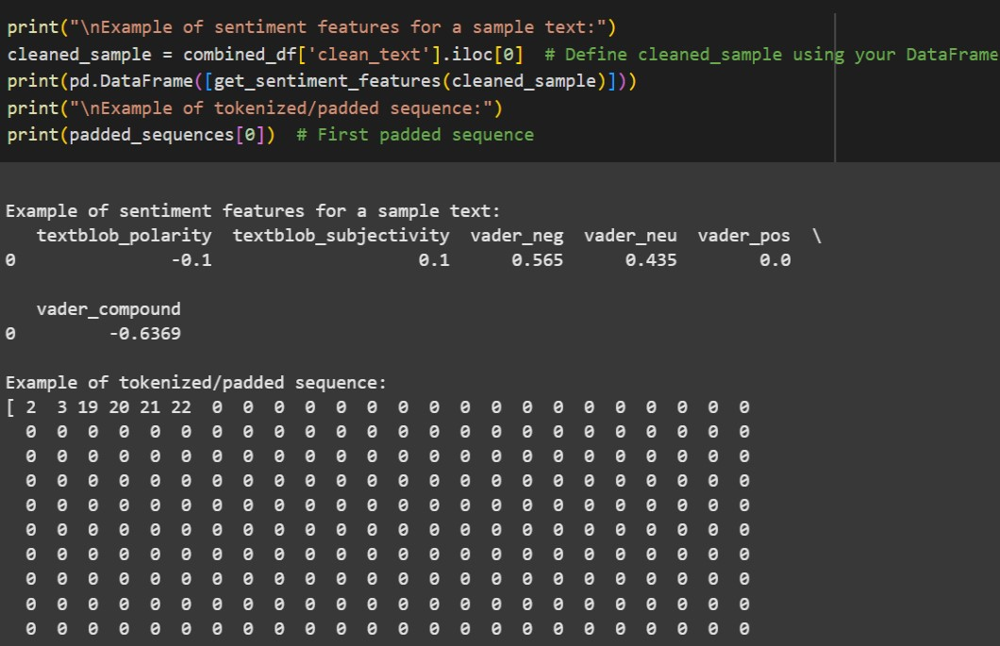 print("\nExample of sentiment features for a sample text:")
cleaned_sample = combined_df['clean_text'].iloc[0]  # Define cleaned_sample using your DataFrame
print(pd.DataFrame([get_sentiment_features(cleaned_sample)]))
print("\nExample of tokenized/padded sequence:")
print(padded_sequences[0])  # First padded sequence
Example of sentiment features for a sample text:
   textblob_polarity  textblob_subjectivity  vader_neg  vader_neu  vader_pos  \
0               -0.1                    0.1      0.565      0.435        0.0
   vader_compound
0         -0.6369
Example of tokenized/padded sequence:
[ 2  3 19 20 21 22  0  0  0  0  0  0  0  0  0  0  0  0  0  0  0  0  0  0
  0  0  0  0  0  0  0  0  0  0  0  0  0  0  0  0  0  0  0  0  0  0  0  0
  0  0  0  0  0  0  0  0  0  0  0  0  0  0  0  0  0  0  0  0  0  0  0  0
  0  0  0  0  0  0  0  0  0  0  0  0  0  0  0  0  0  0  0  0  0  0  0  0
  0  0  0  0  0  0  0  0  0  0  0  0  0  0  0  0  0  0  0  0  0  0  0  0
  0  0  0  0  0  0  0  0  0  0  0  0  0  0  0  0  0  0  0  0  0  0  0  0
  0  0  0  0  0  0  0  0  0  0  0  0  0  0  0  0  0  0  0  0  0  0  0  0
  0  0  0  0  0  0  0  0  0  0  0  0  0  0  0  0  0  0  0  0  0  0  0  0
  0  0  0  0  0  0  0  0  0  0  0  0  0  0  0  0  0  0  0  0  0  0  0  0
  0  0  0  0  0  0  0  0  0  0  0  0  0  0  0  0  0  0  0  0  0  0  0  0